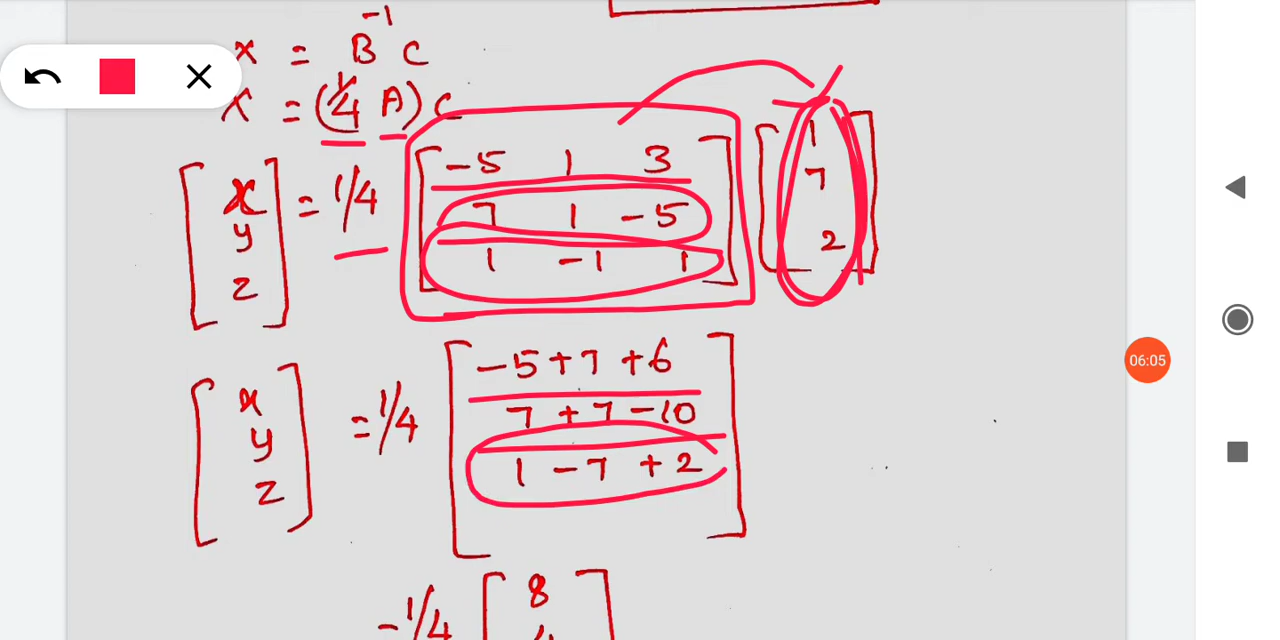 x = B⁻¹ C
X = (1/4 A) C
[x y z] = 1/4 [-5 1 3
7 1 -5
1 -1 1] [1 7 2]
[x y z] = 1/4 [-5+7+6
7+7-10
1-7+2]
06:05
-1/4 [8
4